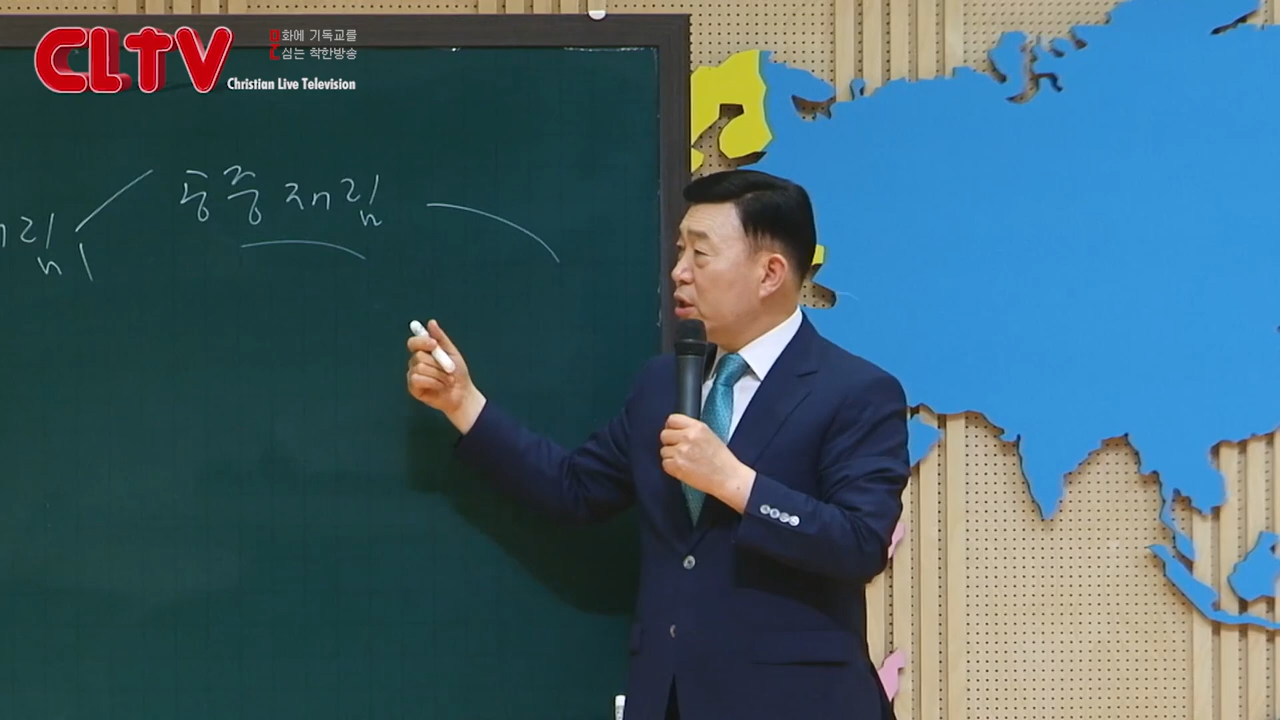 CLTV
문화에 기독교를
심는 착한방송
Christian Live Television
공중재림
림